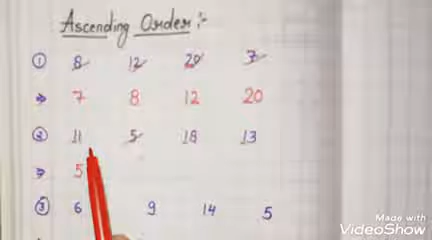 Ascending Order :-
① 8 12 20 7
⇒ 7 8 12 20
② 11 5 18 13
⇒ 5
③ 6 9 14 5
Made with
VideoShow